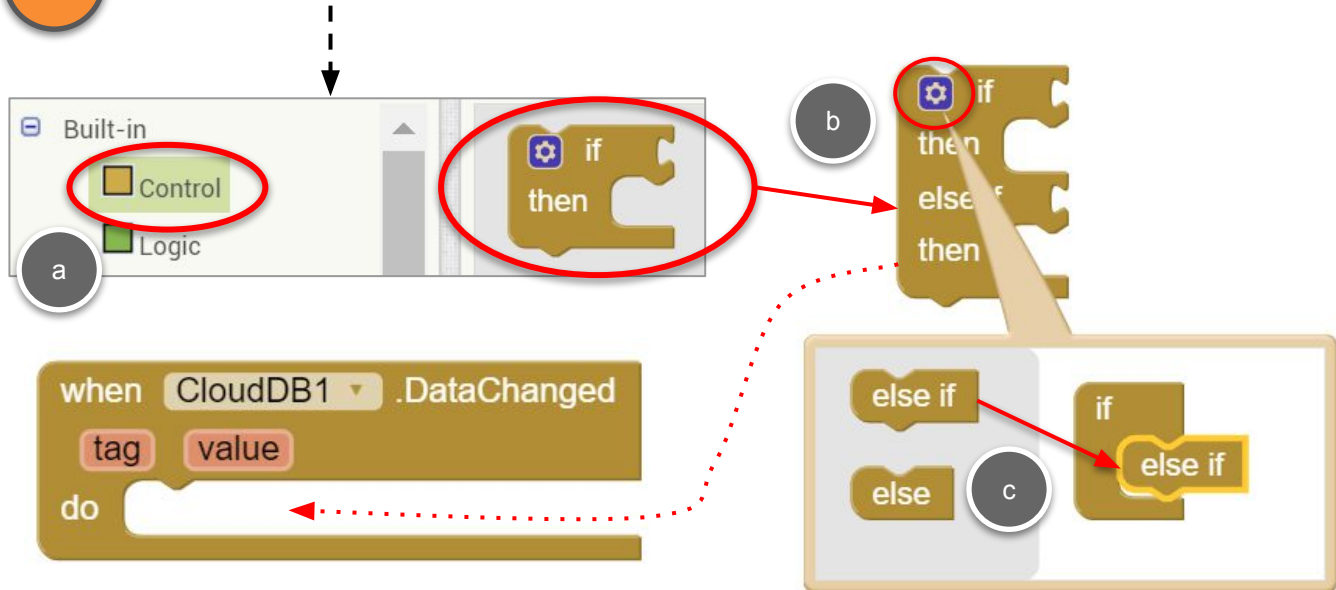 Built-in
Control
Logic
a
if
then
b
if
then
else if
then
when CloudDB1 .DataChanged
tag value
do
else if
else
c
if
else if